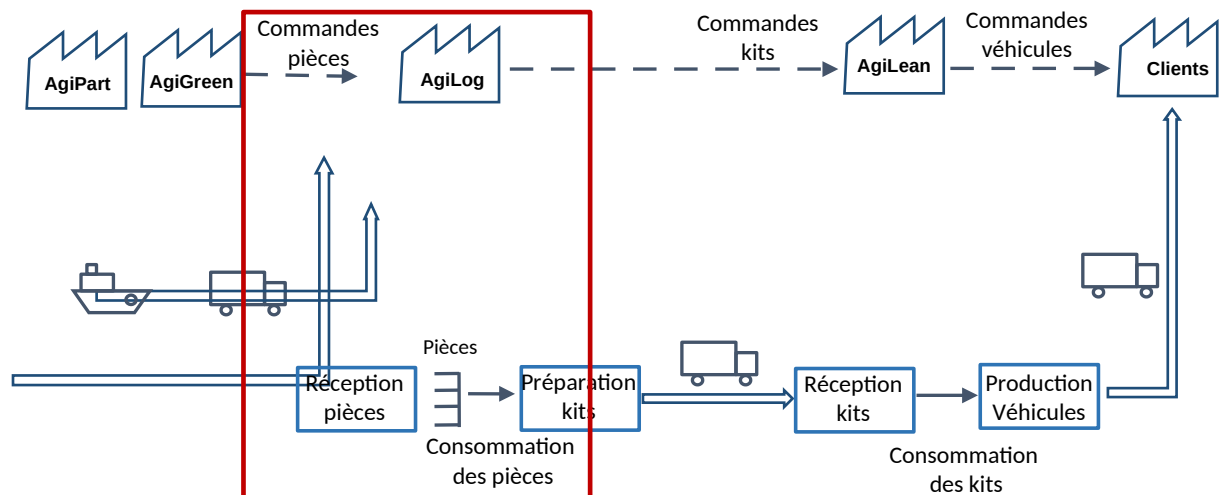 Commandes
pièces
Commandes
kits
Commandes
véhicules
AgiPart
AgiGreen
AgiLog
AgiLean
Clients
Pièces
Réception
pièces
Préparation
kits
Réception
kits
Production
Véhicules
Consommation
des pièces
Consommation
des kits